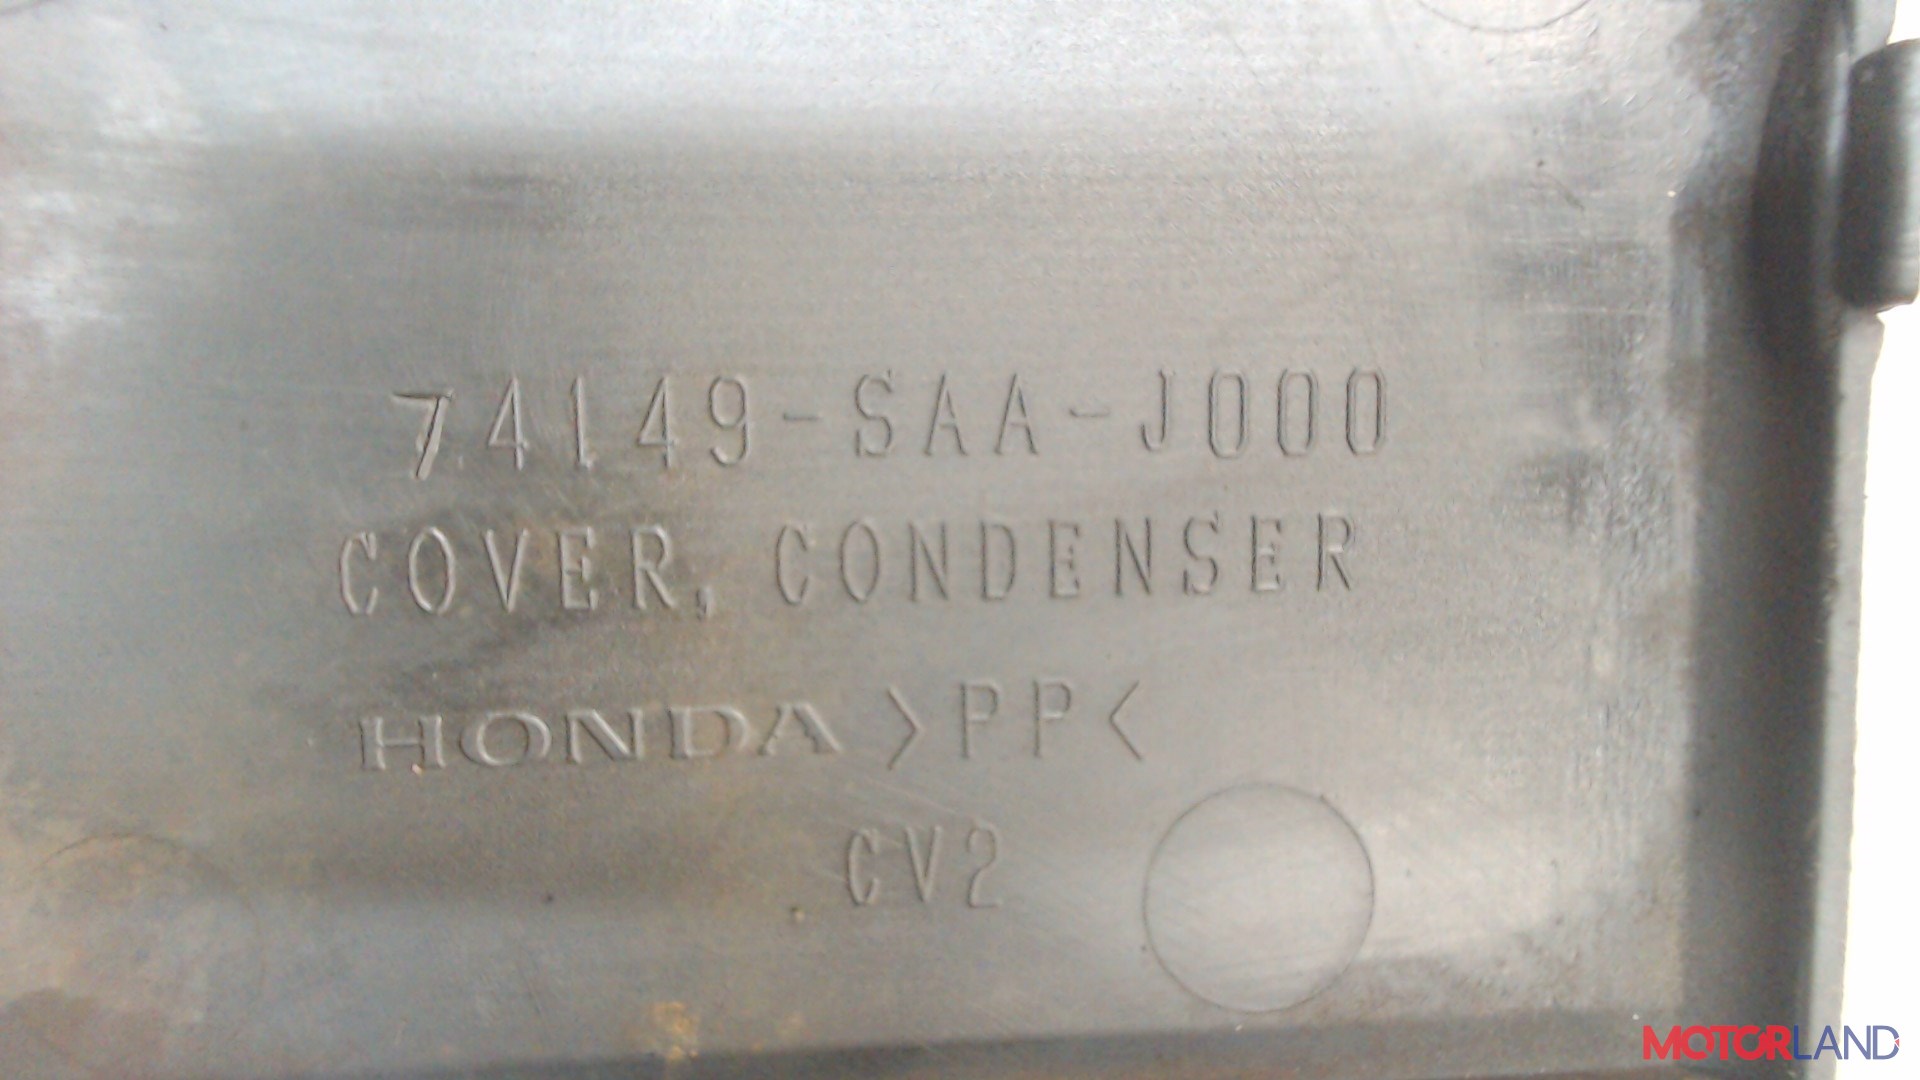 74149-SAA-J000
COVER, CONDENSER
HONDA >PP<
CV2
MOTORLAND